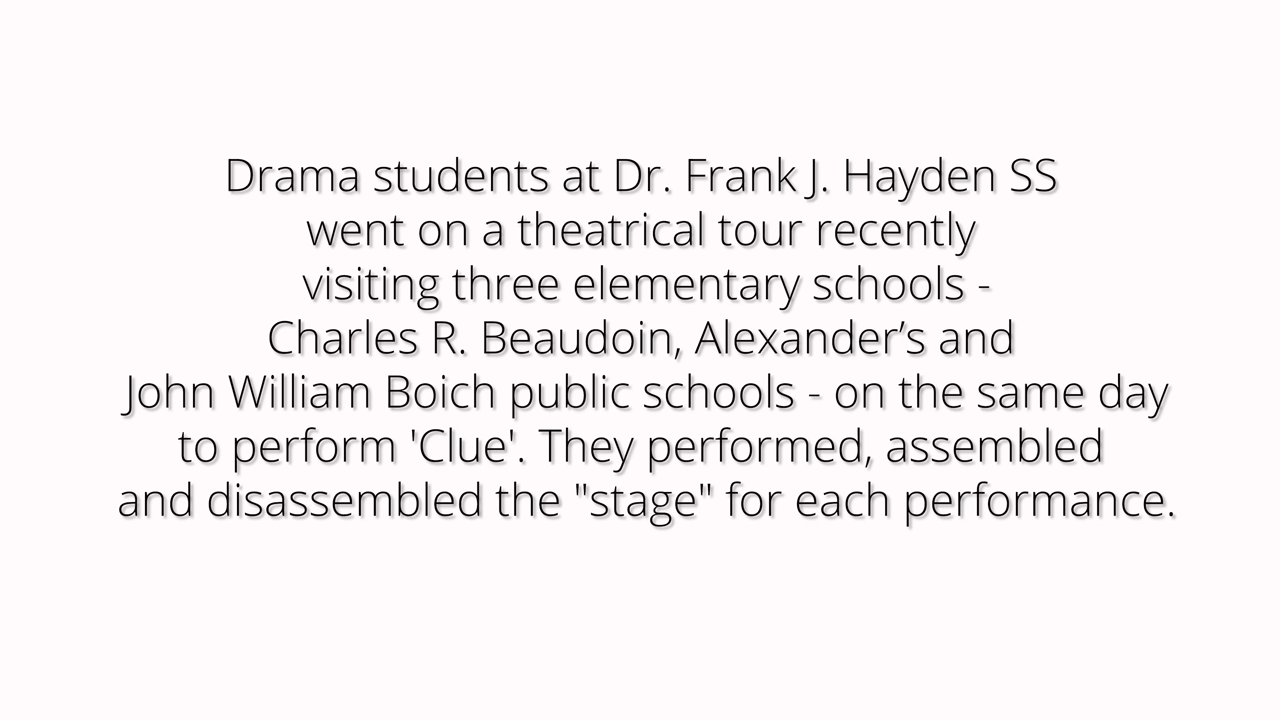 Drama students at Dr. Frank J. Hayden SS
went on a theatrical tour recently
visiting three elementary schools -
Charles R. Beaudoin, Alexander’s and
John William Boich public schools - on the same day
to perform 'Clue'. They performed, assembled
and disassembled the "stage" for each performance.